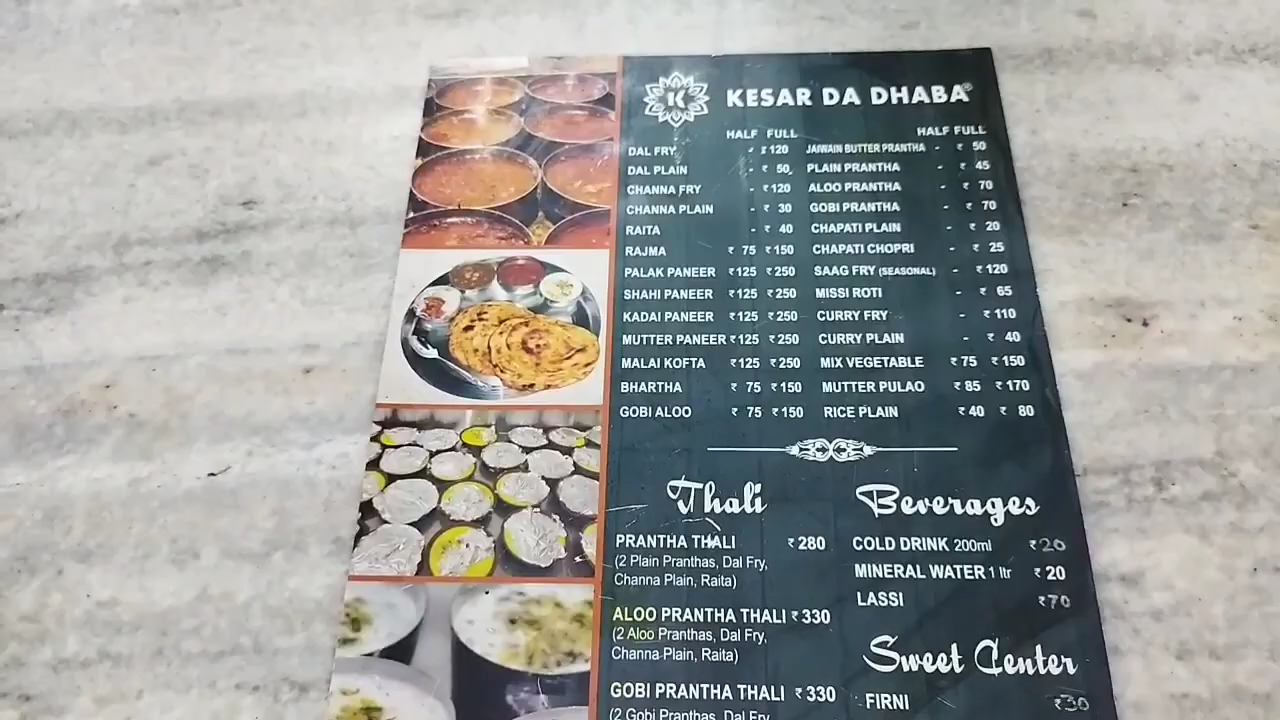 K
KESAR DA DHABA®
HALF FULL
DAL FRY - ₹120
DAL PLAIN - ₹ 50
CHANNA FRY - ₹120
CHANNA PLAIN - ₹ 30
RAITA - ₹ 40
RAJMA ₹ 75 ₹150
PALAK PANEER ₹125 ₹250
SHAHI PANEER ₹125 ₹250
KADAI PANEER ₹125 ₹250
MUTTER PANEER ₹125 ₹250
MALAI KOFTA ₹125 ₹250
BHARTHA ₹ 75 ₹150
GOBI ALOO ₹ 75 ₹150
HALF FULL
JAIWAIN BUTTER PRANTHA - ₹ 50
PLAIN PRANTHA - ₹ 45
ALOO PRANTHA - ₹ 70
GOBI PRANTHA - ₹ 70
CHAPATI PLAIN - ₹ 20
CHAPATI CHOPRI - ₹ 25
SAAG FRY (SEASONAL) - ₹120
MISSI ROTI - ₹ 65
CURRY FRY - ₹110
CURRY PLAIN - ₹ 40
MIX VEGETABLE ₹75 ₹150
MUTTER PULAO ₹85 ₹170
RICE PLAIN ₹40 ₹ 80
Thali
PRANTHA THALI ₹280
(2 Plain Pranthas, Dal Fry,
Channa Plain, Raita)
ALOO PRANTHA THALI ₹330
(2 Aloo Pranthas, Dal Fry,
Channa Plain, Raita)
GOBI PRANTHA THALI ₹330
(2 Gobi Pranthas, Dal Fry,
Beverages
COLD DRINK 200ml ₹20
MINERAL WATER 1 ltr ₹20
LASSI ₹70
Sweet Center
FIRNI ₹30